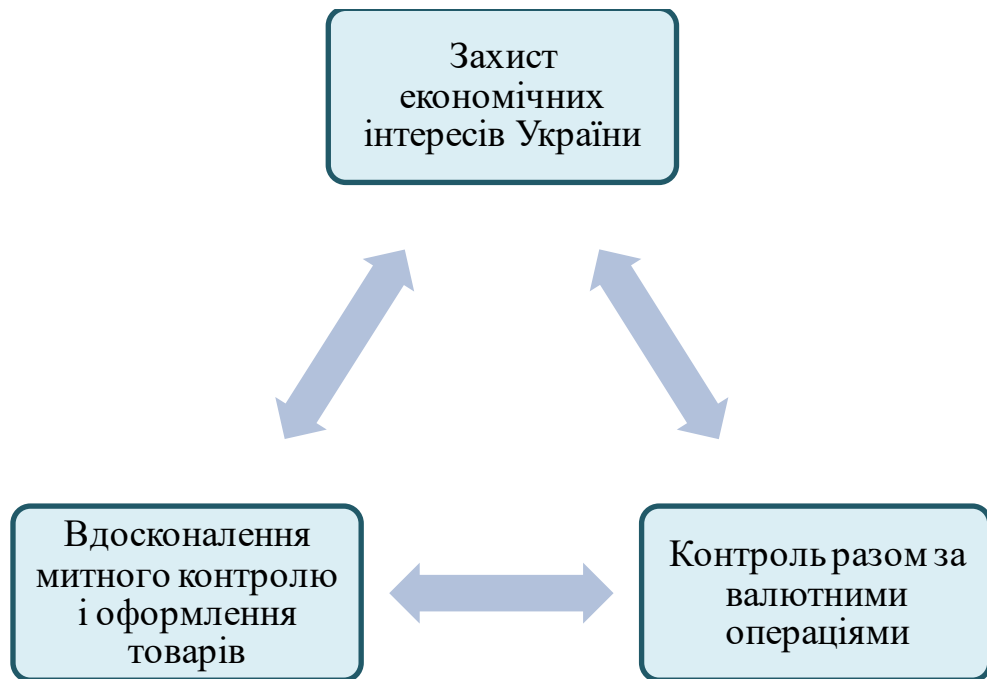 Захист
економічних
інтересів України
Вдосконалення
митного контролю
і оформлення
товарів
Контроль разом за
валютними
операціями